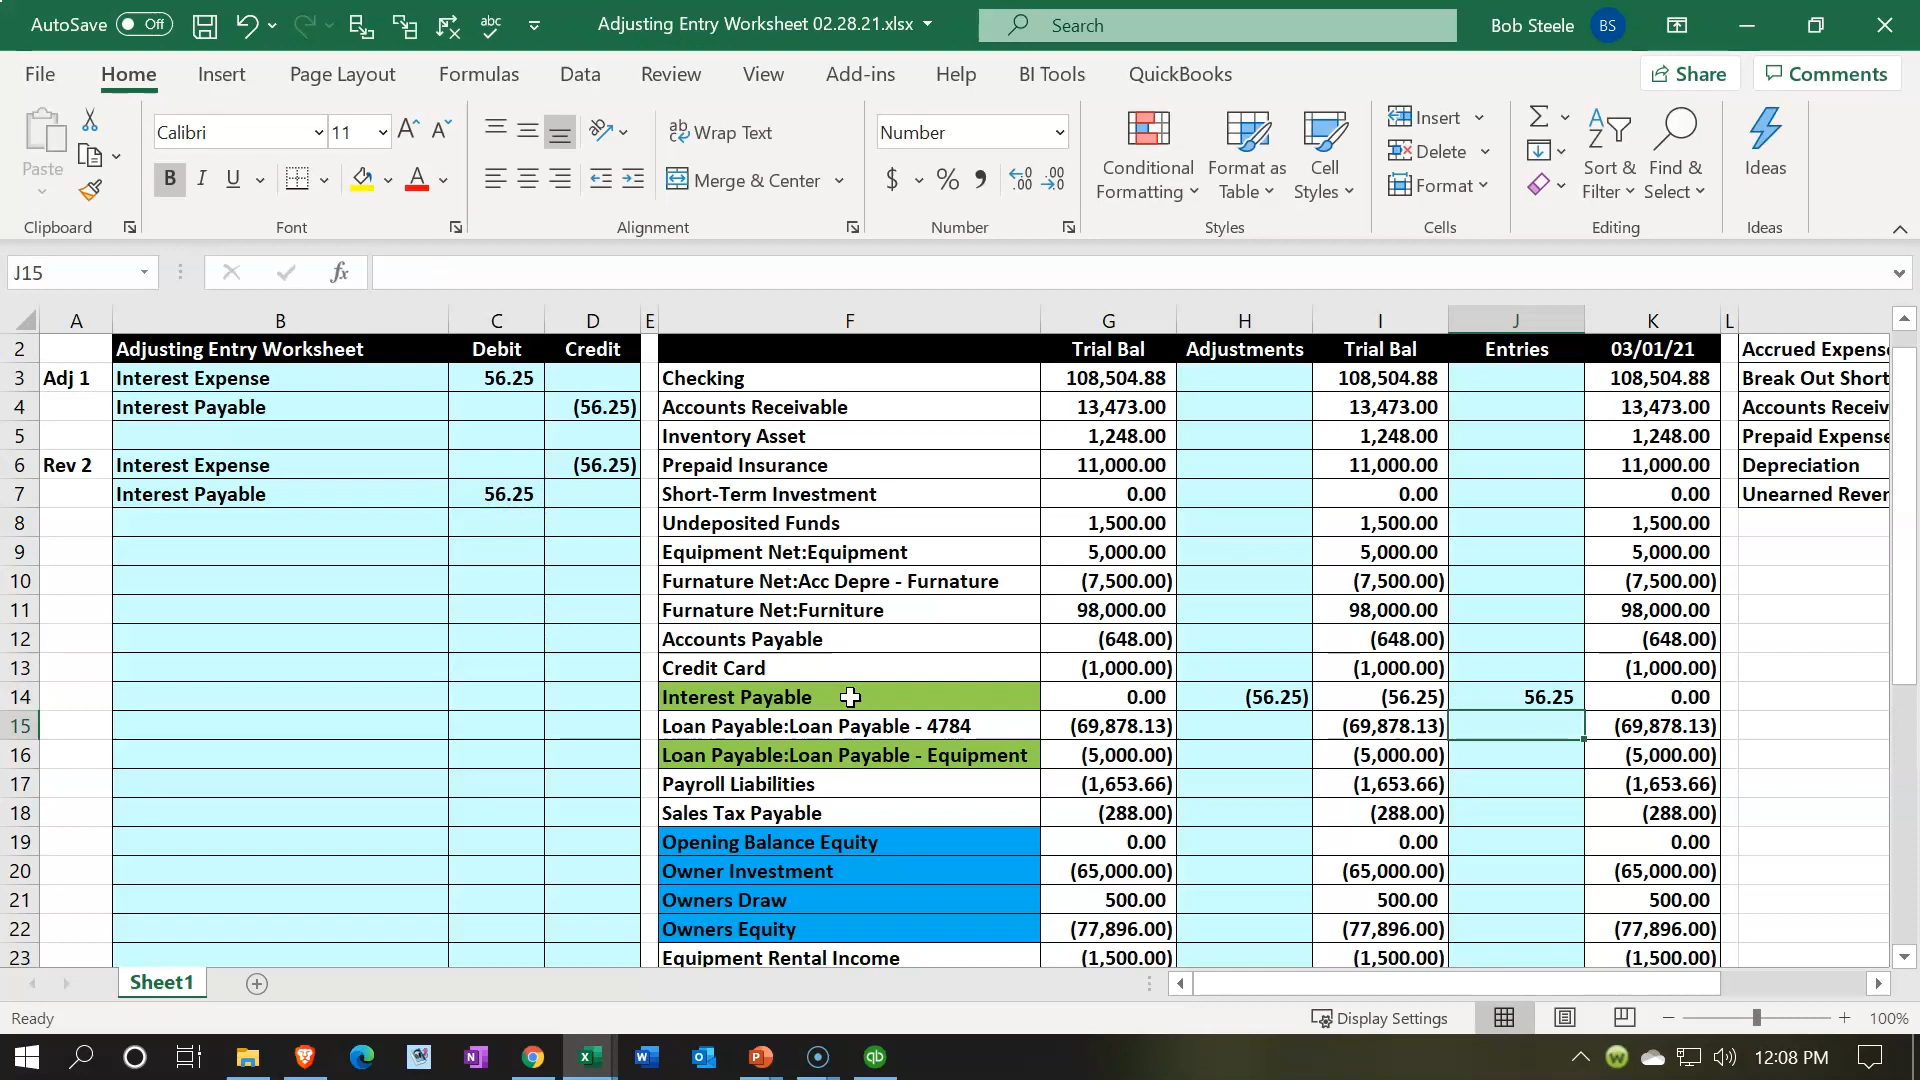 AutoSave Off Adjusting Entry Worksheet 02.28.21.xlsx Search Bob Steele BS
File Home Insert Page Layout Formulas Data Review View Add-ins Help BI Tools QuickBooks Share Comments
Paste Calibri 11 Wrap Text Number Conditional Formatting Format as Table Cell Styles Insert Sort & Filter Find & Select Ideas
B I U Merge & Center $ % Delete
Format
Clipboard Font Alignment Number Styles Cells Editing Ideas
J15 fx
A B C D E F G H I J K L
2 Adjusting Entry Worksheet Debit Credit Trial Bal Adjustments Trial Bal Entries 03/01/21 Accrued Expens
3 Adj 1 Interest Expense 56.25 Checking 108,504.88 108,504.88 108,504.88 Break Out Short
4 Interest Payable (56.25) Accounts Receivable 13,473.00 13,473.00 13,473.00 Accounts Receiv
5 Inventory Asset 1,248.00 1,248.00 1,248.00 Prepaid Expense
6 Rev 2 Interest Expense (56.25) Prepaid Insurance 11,000.00 11,000.00 11,000.00 Depreciation
7 Interest Payable 56.25 Short-Term Investment 0.00 0.00 0.00 Unearned Rever
8 Undeposited Funds 1,500.00 1,500.00 1,500.00
9 Equipment Net:Equipment 5,000.00 5,000.00 5,000.00
10 Furnature Net:Acc Depre - Furnature (7,500.00) (7,500.00) (7,500.00)
11 Furnature Net:Furniture 98,000.00 98,000.00 98,000.00
12 Accounts Payable (648.00) (648.00) (648.00)
13 Credit Card (1,000.00) (1,000.00) (1,000.00)
14 Interest Payable 0.00 (56.25) (56.25) 56.25 0.00
15 Loan Payable:Loan Payable - 4784 (69,878.13) (69,878.13) (69,878.13)
16 Loan Payable:Loan Payable - Equipment (5,000.00) (5,000.00) (5,000.00)
17 Payroll Liabilities (1,653.66) (1,653.66) (1,653.66)
18 Sales Tax Payable (288.00) (288.00) (288.00)
19 Opening Balance Equity 0.00 0.00 0.00
20 Owner Investment (65,000.00) (65,000.00) (65,000.00)
21 Owners Draw 500.00 500.00 500.00
22 Owners Equity (77,896.00) (77,896.00) (77,896.00)
23 Equipment Rental Income (1,500.00) (1,500.00) (1,500.00)
Sheet1
Ready Display Settings 100%
12:08 PM